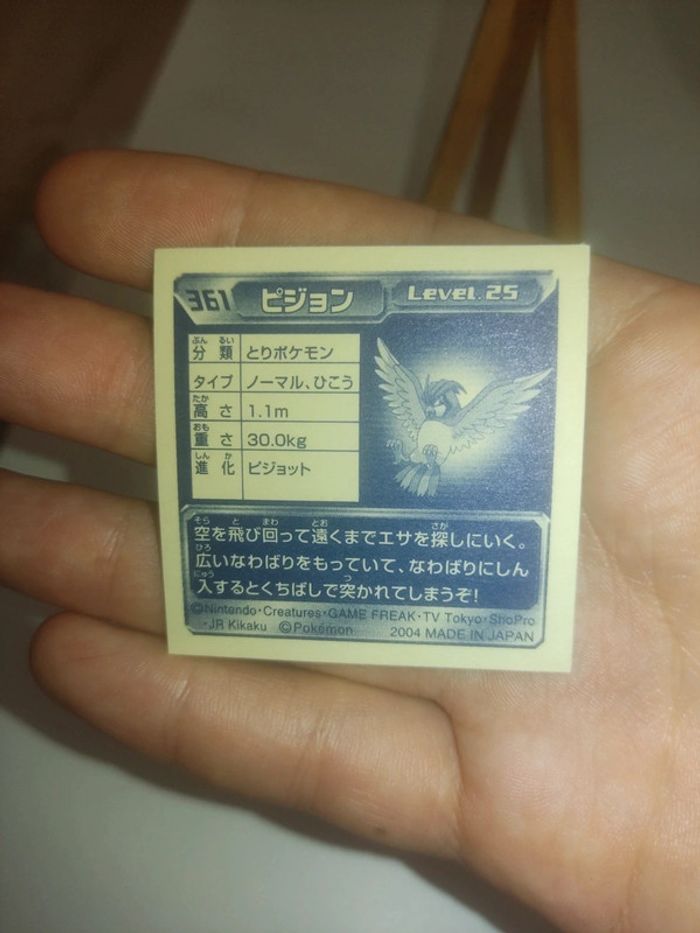 361 ピジョン Level.25
分類 とりポケモン
タイプ ノーマル、ひこう
高さ 1.1m
重さ 30.0kg
進化 ピジョット
空を飛び回って遠くまでエサを探しにいく。
広いなわばりをもっていて、なわばりにしん
入するとくちばしで突かれてしまうぞ!
©Nintendo・Creatures・GAME FREAK・TV Tokyo・ShoPro
・JR Kikaku ©Pokémon 2004 MADE IN JAPAN